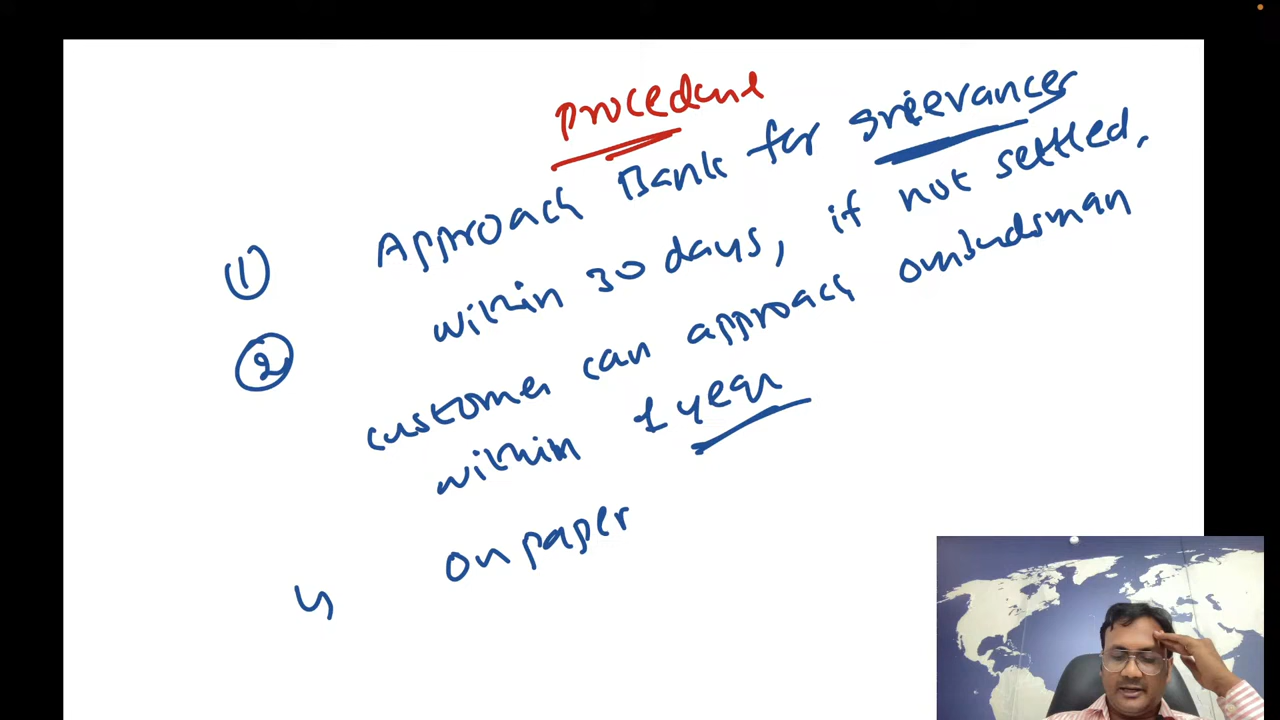 procedure
① Approach Bank for grievances
within 30 days, if not settled,
② customer can approach ombudsman
within 1 year
on paper